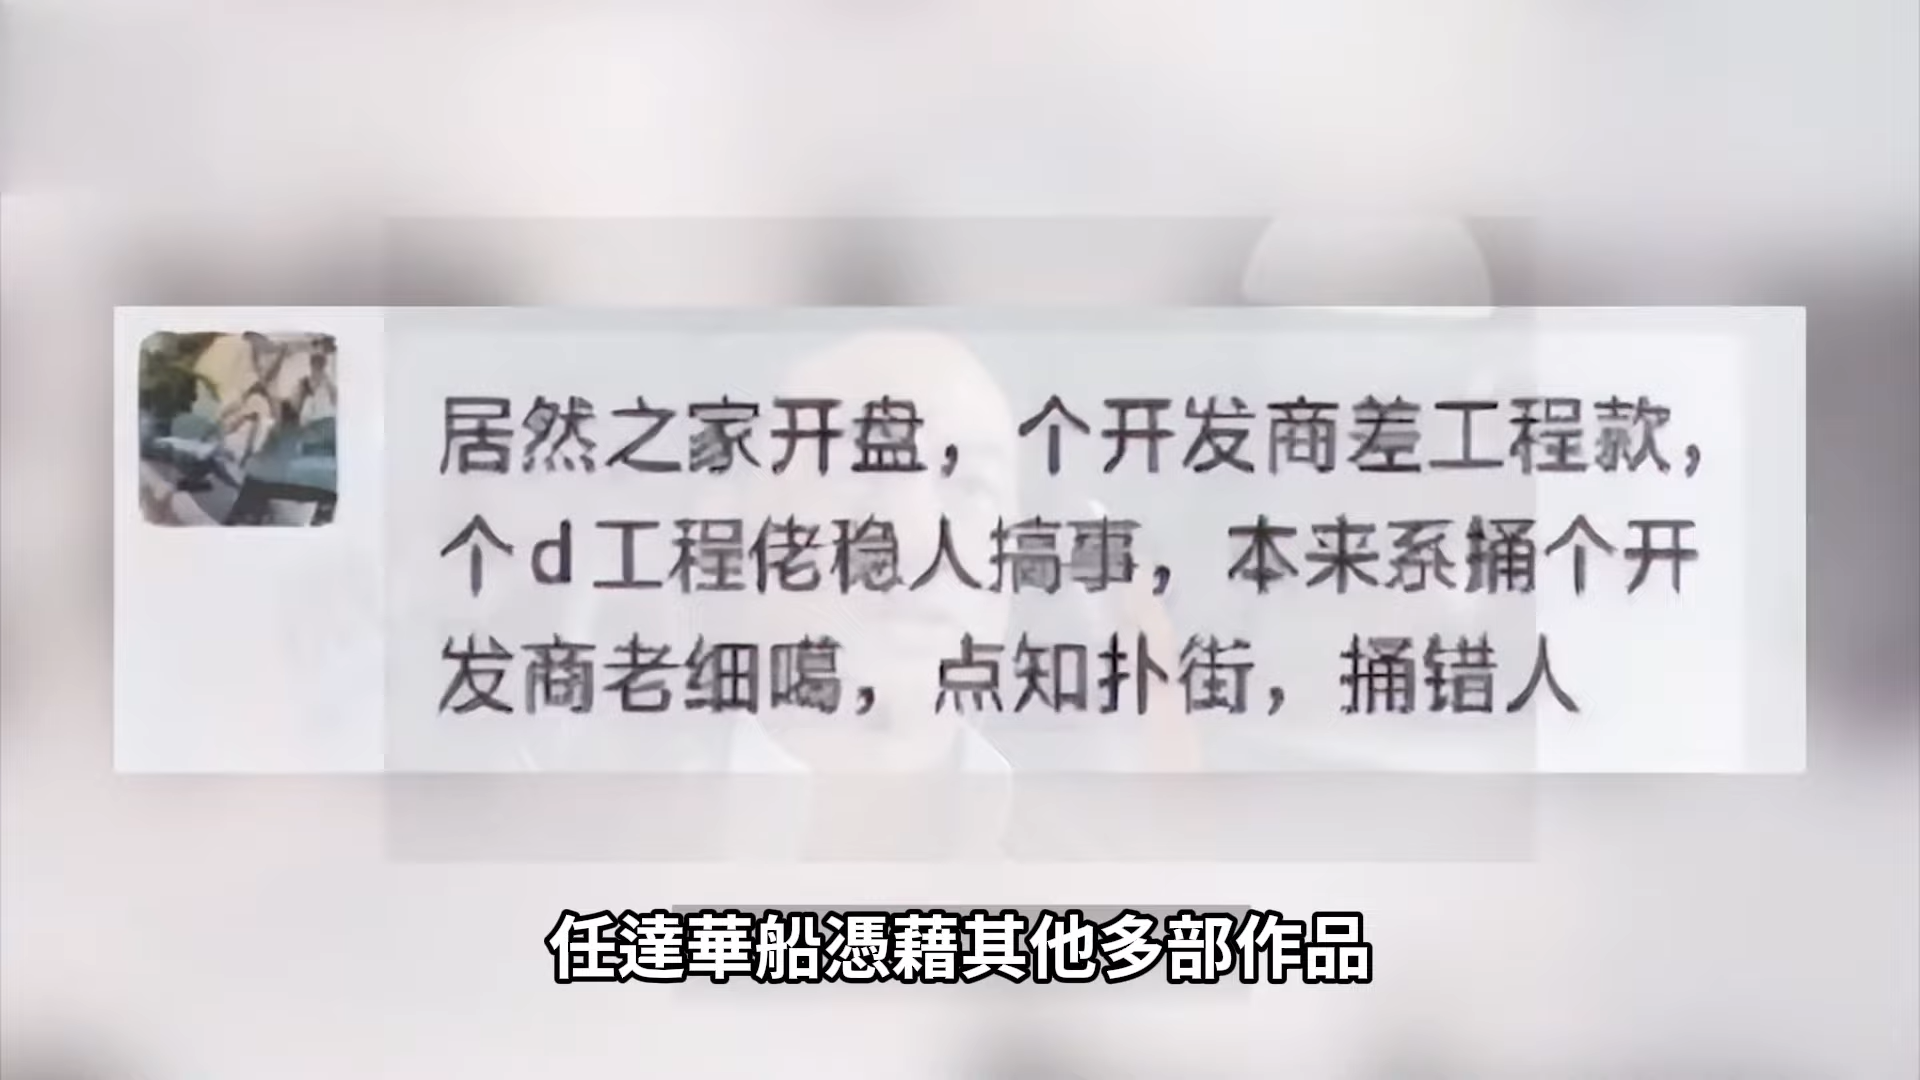 居然之家开盘，个开发商差工程款，
个d工程佬稳人搞事，本来系捅个开
发商老细噶，点知扑街，捅错人
任達華船憑藉其他多部作品